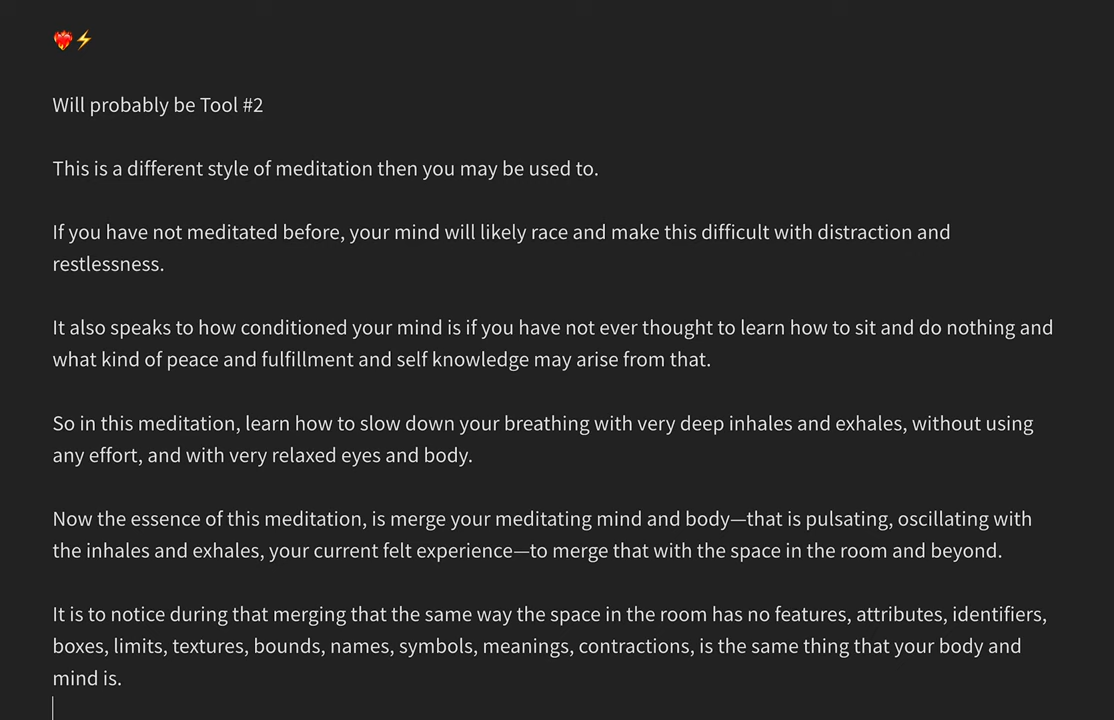 ❤️‍🔥⚡
Will probably be Tool #2
This is a different style of meditation then you may be used to.
If you have not meditated before, your mind will likely race and make this difficult with distraction and
restlessness.
It also speaks to how conditioned your mind is if you have not ever thought to learn how to sit and do nothing and
what kind of peace and fulfillment and self knowledge may arise from that.
So in this meditation, learn how to slow down your breathing with very deep inhales and exhales, without using
any effort, and with very relaxed eyes and body.
Now the essence of this meditation, is merge your meditating mind and body—that is pulsating, oscillating with
the inhales and exhales, your current felt experience—to merge that with the space in the room and beyond.
It is to notice during that merging that the same way the space in the room has no features, attributes, identifiers,
boxes, limits, textures, bounds, names, symbols, meanings, contractions, is the same thing that your body and
mind is.